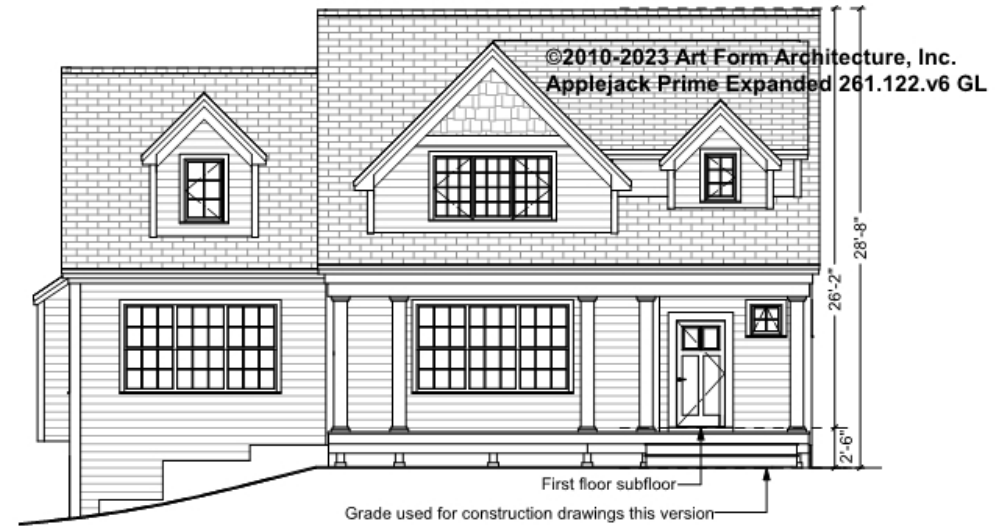 ©2010-2023 Art Form Architecture, Inc.
Applejack Prime Expanded 261.122.v6 GL
28'-8"
26'-2"
2'-6"
First floor subfloor
Grade used for construction drawings this version